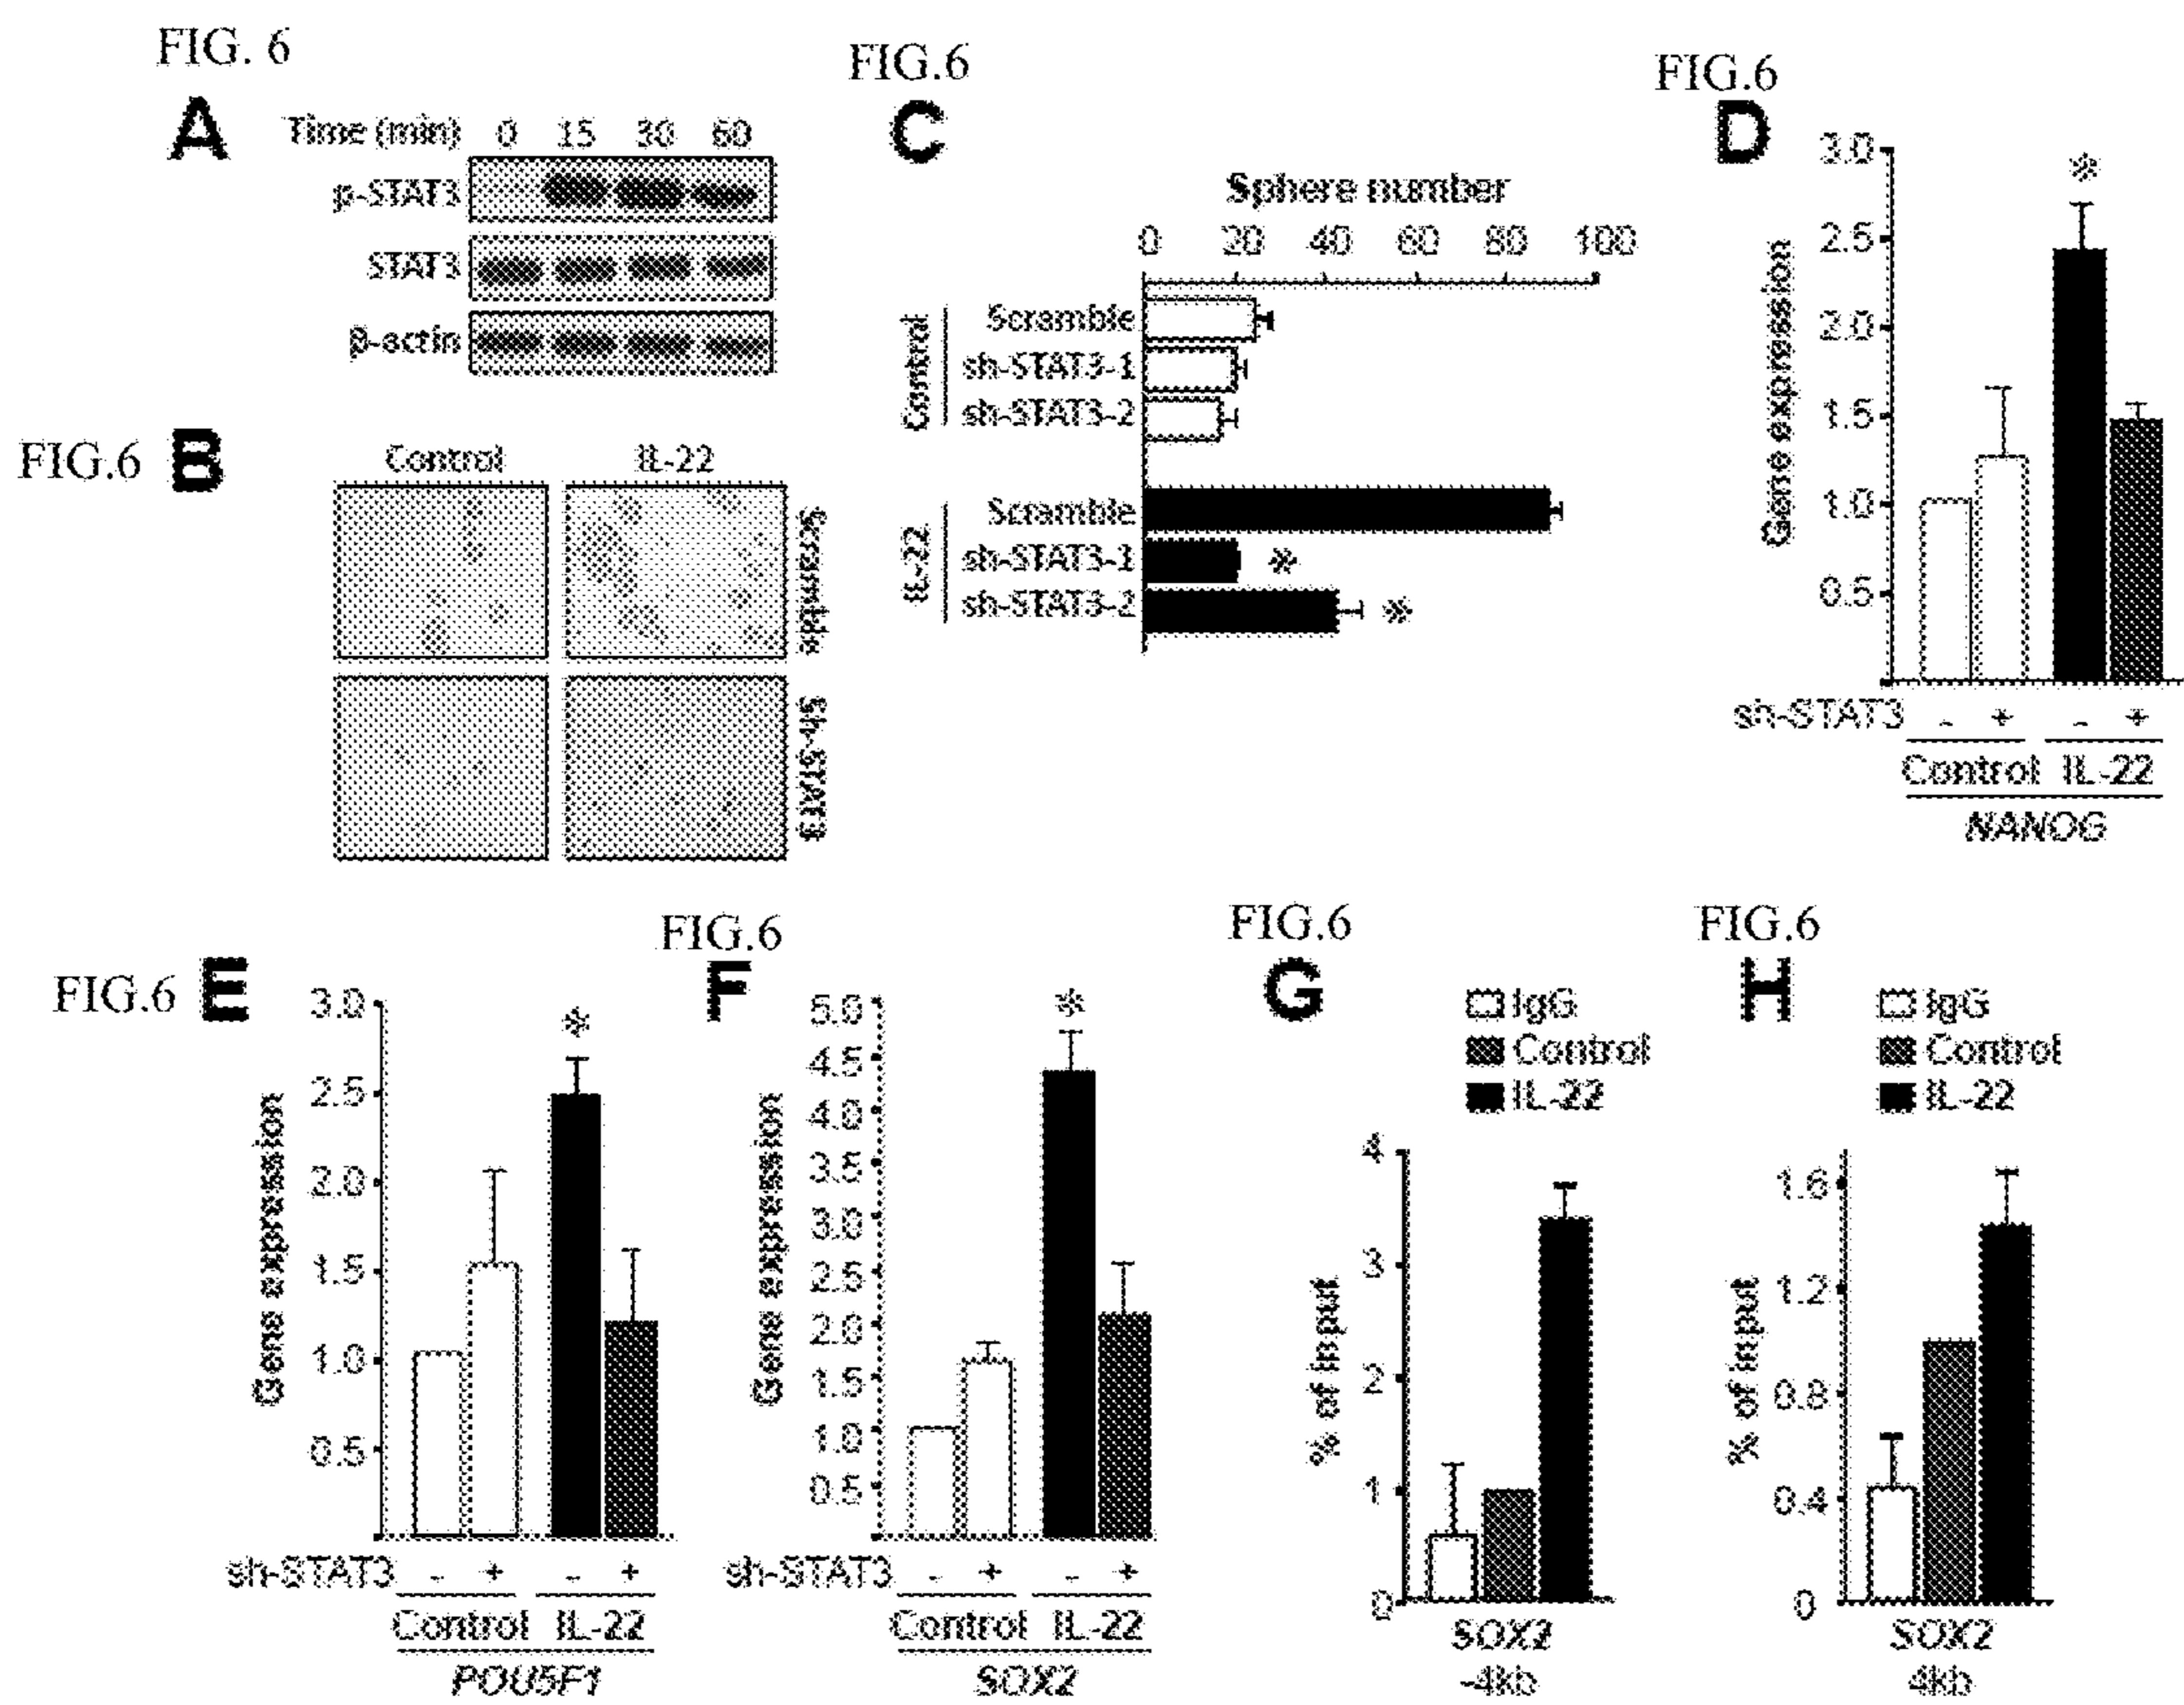 FIG. 6
A
Time (min) 0 15 30 60
p-STAT3
STAT3
β-actin
FIG.6 B
Control IL-22
Scramble
Sh-STAT3
FIG.6
C
Sphere number
0 20 40 60 80 100
Control
Scramble
sh-STAT3-1
sh-STAT3-2
IL-22
Scramble
sh-STAT3-1 *
sh-STAT3-2 *
FIG.6
D
Gene expression
3.0
2.5
2.0
1.5
1.0
0.5
*
sh-STAT3 - + - +
Control IL-22
NANOG
FIG.6 E
Gene expression
3.0
2.5
2.0
1.5
1.0
0.5
*
sh-STAT3 - + - +
Control IL-22
POU5F1
FIG.6
F
Gene expression
5.0
4.5
4.0
3.5
3.0
2.5
2.0
1.5
1.0
0.5
*
sh-STAT3 - + - +
Control IL-22
SOX2
FIG.6
G
IgG
Control
IL-22
% of input
4
3
2
1
0
SOX2
-4kb
FIG.6
H
IgG
Control
IL-22
% of input
1.6
1.2
0.8
0.4
0
SOX2
4kb